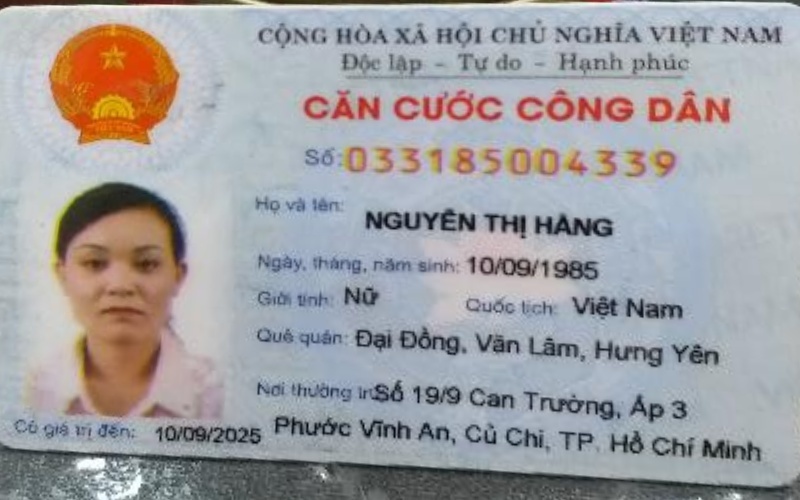 CỘNG HÒA XÃ HỘI CHỦ NGHĨA VIỆT NAM
Độc lập - Tự do - Hạnh phúc
CĂN CƯỚC CÔNG DÂN
Số: 033185004339
Họ và tên:
NGUYỄN THỊ HẰNG
Ngày, tháng, năm sinh: 10/09/1985
Giới tính: Nữ Quốc tịch: Việt Nam
Quê quán: Đại Đồng, Văn Lâm, Hưng Yên
Nơi thường trú: Số 19/9 Can Trường, Ấp 3
Phước Vĩnh An, Củ Chi, TP. Hồ Chí Minh
Có giá trị đến: 10/09/2025